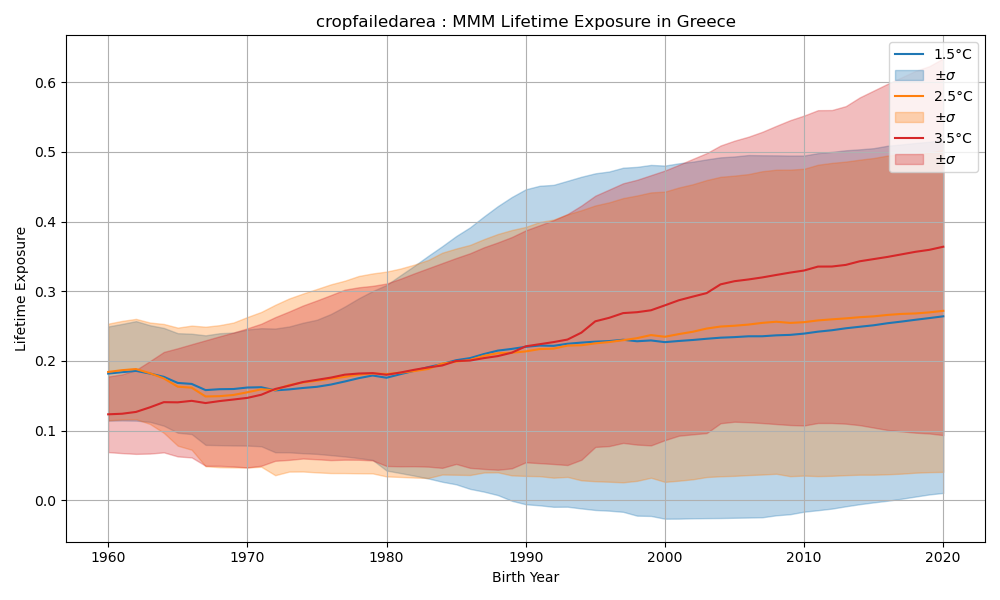 cropfailedarea : MMM Lifetime Exposure in Greece
1.5°C
±σ
2.5°C
±σ
3.5°C
±σ
Lifetime Exposure
0.6
0.5
0.4
0.3
0.2
0.1
0.0
1960 1970 1980 1990 2000 2010 2020
Birth Year